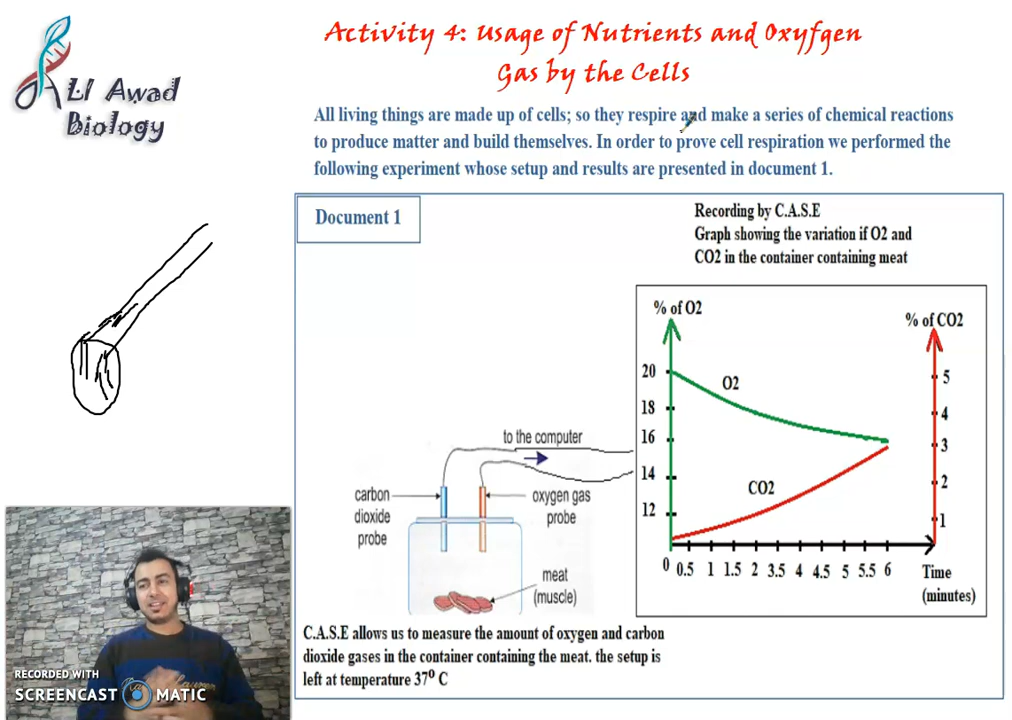 ALI Awad
Biology
Activity 4: Usage of Nutrients and Oxyfgen
Gas by the Cells
All living things are made up of cells; so they respire and make a series of chemical reactions
to produce matter and build themselves. In order to prove cell respiration we performed the
following experiment whose setup and results are presented in document 1.
Document 1
Recording by C.A.S.E
Graph showing the variation if O2 and
CO2 in the container containing meat
% of O2
% of CO2
20
18
16
14
12
5
4
3
2
1
O2
CO2
0 0.5 1 1.5 2 2.5 3.5 4 4.5 5 5.5 6
Time
(minutes)
to the computer
carbon
dioxide
probe
oxygen gas
probe
meat
(muscle)
C.A.S.E allows us to measure the amount of oxygen and carbon
dioxide gases in the container containing the meat. the setup is
left at temperature 37⁰ C
RECORDED WITH
SCREENCAST MATIC